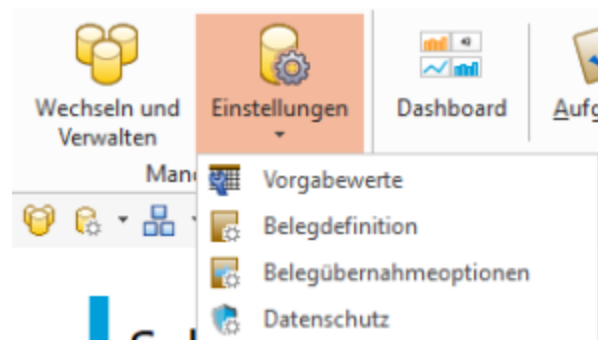 Wechseln und
Verwalten
Einstellungen
Dashboard
Vorgabewerte
Belegdefinition
Belegübernahmeoptionen
Datenschutz